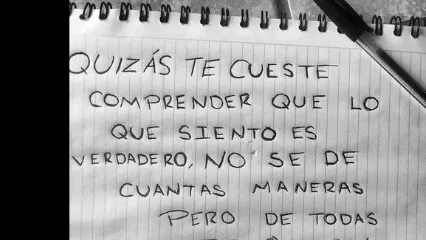 QUIZÁS TE CUESTE
COMPRENDER QUE LO
QUE SIENTO ES
VERDADERO, NO SE DE
CUANTAS MANERAS
PERO DE TODAS